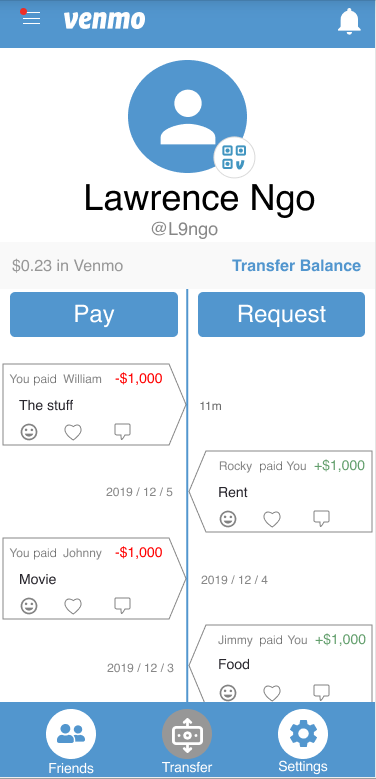 venmo
Lawrence Ngo
@L9ngo
$0.23 in Venmo Transfer Balance
Pay Request
You paid William -$1,000
The stuff
11m
Rocky paid You +$1,000
2019 / 12 / 5
Rent
You paid Johnny -$1,000
Movie
2019 / 12 / 4
Jimmy paid You +$1,000
2019 / 12 / 3
Food
Friends Transfer Settings